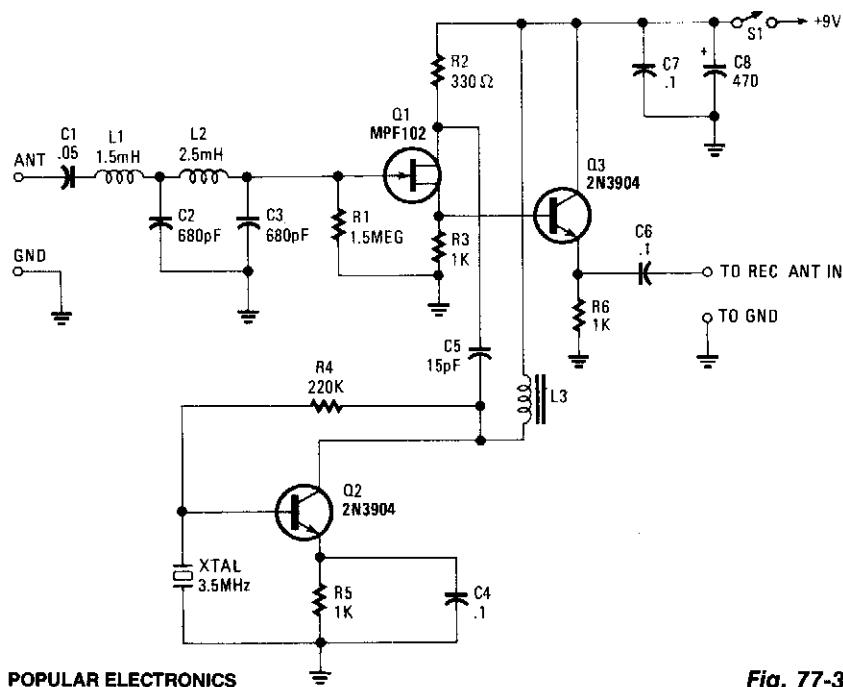 +9V
S1
R2
330 Ω
C7
.1
+
C8
470
Q1
MPF102
C1
.05
L1
1.5mH
L2
2.5mH
ANT
Q3
2N3904
C2
680pF
C3
680pF
R1
1.5MEG
R3
1K
C6
.1
GND
TO REC ANT IN
R6
1K
TO GND
C5
15pF
R4
220K
L3
Q2
2N3904
XTAL
3.5MHz
R5
1K
C4
.1
POPULAR ELECTRONICS
Fig. 77-3